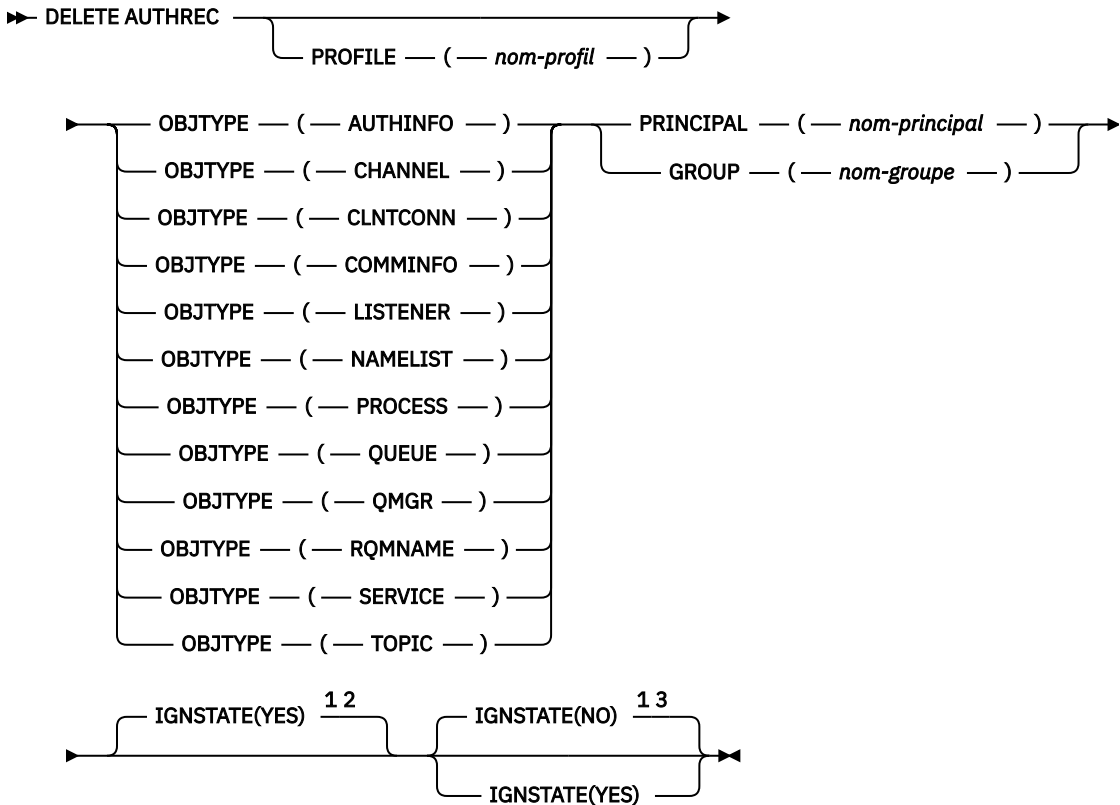 DELETE AUTHREC
PROFILE ( nom-profil )
OBJTYPE ( AUTHINFO ) PRINCIPAL ( nom-principal )
OBJTYPE ( CHANNEL ) GROUP ( nom-groupe )
OBJTYPE ( CLNTCONN )
OBJTYPE ( COMMINFO )
OBJTYPE ( LISTENER )
OBJTYPE ( NAMELIST )
OBJTYPE ( PROCESS )
OBJTYPE ( QUEUE )
OBJTYPE ( QMGR )
OBJTYPE ( RQMNAME )
OBJTYPE ( SERVICE )
OBJTYPE ( TOPIC )
IGNSTATE(YES) 1 2 IGNSTATE(NO) 1 3
IGNSTATE(YES)